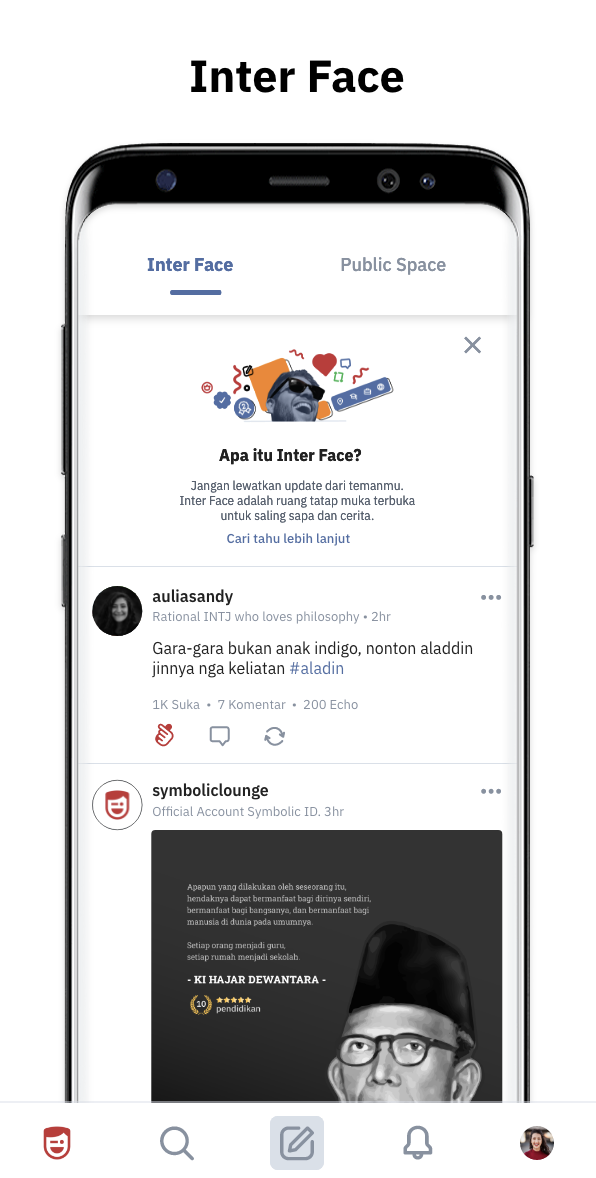 Inter Face
Inter Face
Public Space
Apa itu Inter Face?
Jangan lewatkan update dari temanmu.
Inter Face adalah ruang tatap muka terbuka
untuk saling sapa dan cerita.
Cari tahu lebih lanjut
auliasandy
Rational INTJ who loves philosophy • 2hr
Gara-gara bukan anak indigo, nonton aladdin
jinnya nga keliatan #aladin
1K Suka • 7 Komentar • 200 Echo
symboliclounge
Official Account Symbolic ID. 3hr
Apapun yang dilakukan oleh seseorang itu,
hendaknya dapat bermanfaat bagi dirinya sendiri,
bermanfaat bagi bangsanya, dan bermanfaat bagi
manusia di dunia pada umumnya.
Setiap orang menjadi guru,
setiap rumah menjadi sekolah.
- KI HAJAR DEWANTARA -
10
pendidikan